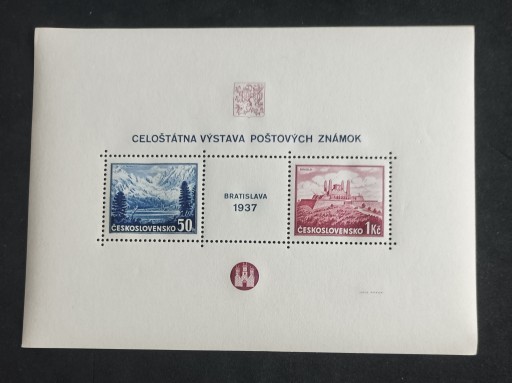 CELOŠTÁTNA VÝSTAVA POŠTOVÝCH ZNÁMOK
50h
ČESKOSLOVENSKO
BRATISLAVA
1937
ČESKOSLOVENSKO 1Kč